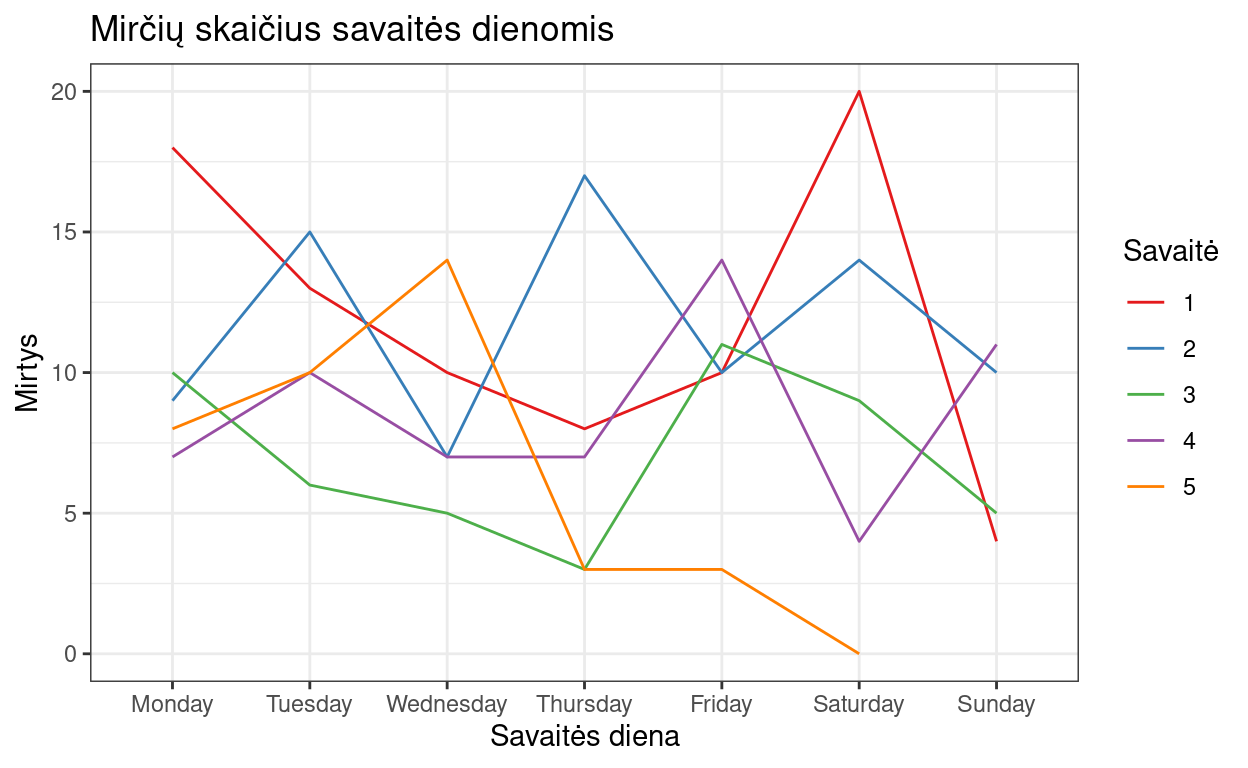 Mirčių skaičius savaitės dienomis
Mirtys
20
15
10
5
0
Monday Tuesday Wednesday Thursday Friday Saturday Sunday
Savaitės diena
Savaitė
1
2
3
4
5